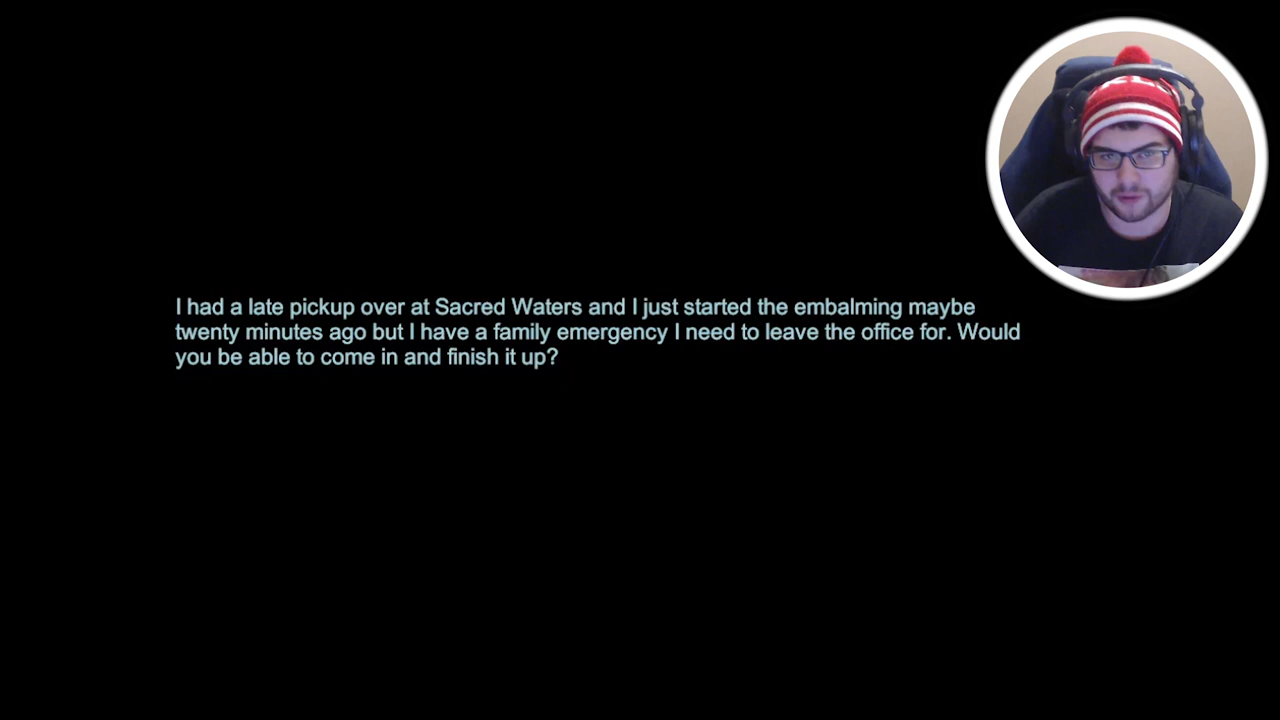 I had a late pickup over at Sacred Waters and I just started the embalming maybe
twenty minutes ago but I have a family emergency I need to leave the office for. Would
you be able to come in and finish it up?